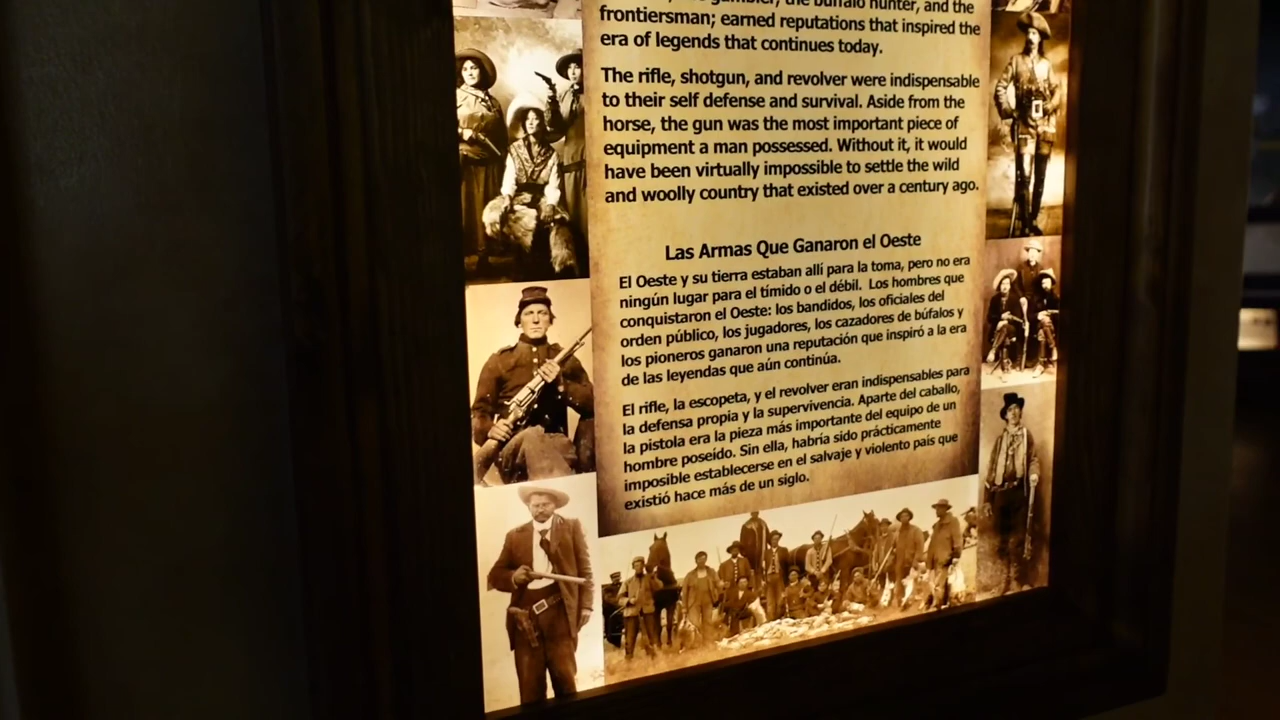 gambler, the buffalo hunter, and the
frontiersman; earned reputations that inspired the
era of legends that continues today.
The rifle, shotgun, and revolver were indispensable
to their self defense and survival. Aside from the
horse, the gun was the most important piece of
equipment a man possessed. Without it, it would
have been virtually impossible to settle the wild
and woolly country that existed over a century ago.
Las Armas Que Ganaron el Oeste
El Oeste y su tierra estaban allí para la toma, pero no era
ningún lugar para el tímido o el débil. Los hombres que
conquistaron el Oeste: los bandidos, los oficiales del
orden público, los jugadores, los cazadores de búfalos y
los pioneros ganaron una reputación que inspiró a la era
de las leyendas que aún continúa.
El rifle, la escopeta, y el revolver eran indispensables para
la defensa propia y la supervivencia. Aparte del caballo,
la pistola era la pieza más importante del equipo de un
hombre poseído. Sin ella, habría sido prácticamente
imposible establecerse en el salvaje y violento país que
existió hace más de un siglo.